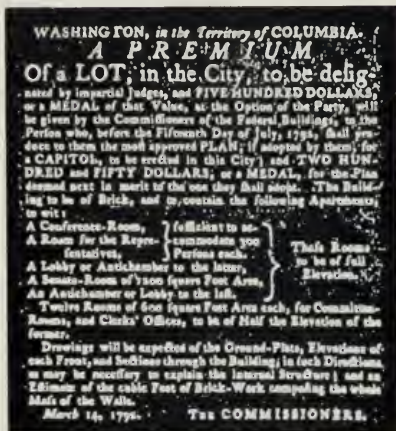 WASHINGTON, in the Territory of COLUMBIA.
A PREMIUM
Of a LOT, in the City, to be desig-
nated by impartial Judges, and FIVE HUNDRED DOLLARS,
or a MEDAL of that Value, at the Option of the Party, will
be given by the Commissioners of the Federal Buildings, to the
Person who, before the Fifteenth Day of July, 1792, shall pro-
duce to them the most approved PLAN, if adopted by them, for
a CAPITOL, to be erected in this City; and TWO HUN-
DRED and FIFTY DOLLARS, or a MEDAL, for the Plan
deemed next in merit to the one they shall adopt. The Build-
ing to be of Brick, and to contain the following Apartments,
to wit:
A Conference-Room, } sufficient to ac-
A Room for the Repre- } commodate 300
sentatives, } Persons each.
A Lobby or Antichamber to the latter,
A Senate-Room of 1200 square Feet Area,
An Antichamber or Lobby to the last.
} These Rooms
to be of full
Elevation.
Twelve Rooms of 600 square Feet Area each, for Committee-
Rooms, and Clerks' Offices, to be of Half the Elevation of the
former.
Drawings will be expected of the Ground-Plats, Elevations of
each Front, and Sections through the Building, in such Directions
as may be necessary to explain the internal Structure; and an
Estimate of the cubic Feet of Brick-Work composing the whole
Mass of the Walls.
March 14, 1792. THE COMMISSIONERS.